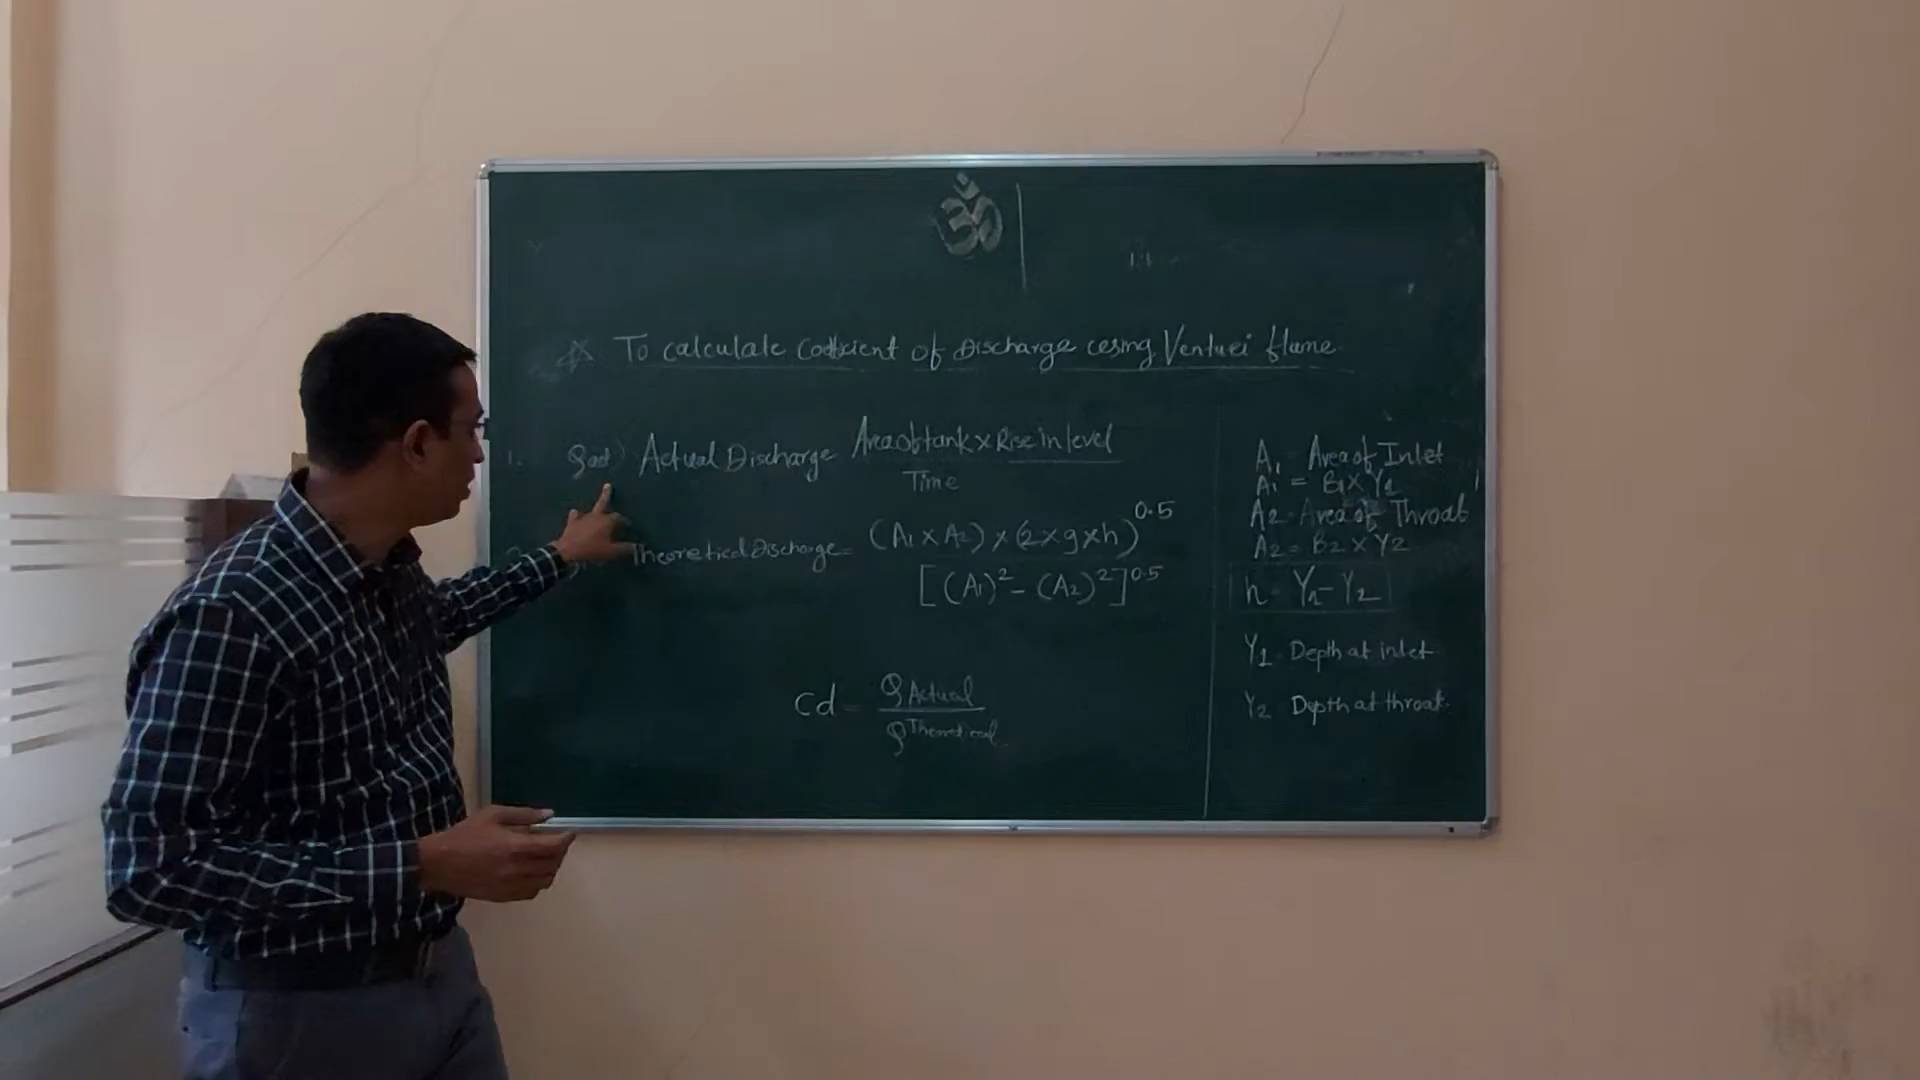 ॐ
To calculate Coefficient of Discharge using Venturi flume
1. Qact) Actual Discharge Area of tank x Rise in level
Time
Theoretical Discharge = (A1 x A2) x (2 x g x h)^0.5
[(A1)^2 - (A2)^2]^0.5
Cd = Q Actual
Q Theoretical
A1 = Area of Inlet
A1 = B1 x Y1
A2 - Area of Throat
A2 = B2 x Y2
h = Y1 - Y2
Y1 - Depth at inlet
Y2 Depth at throat